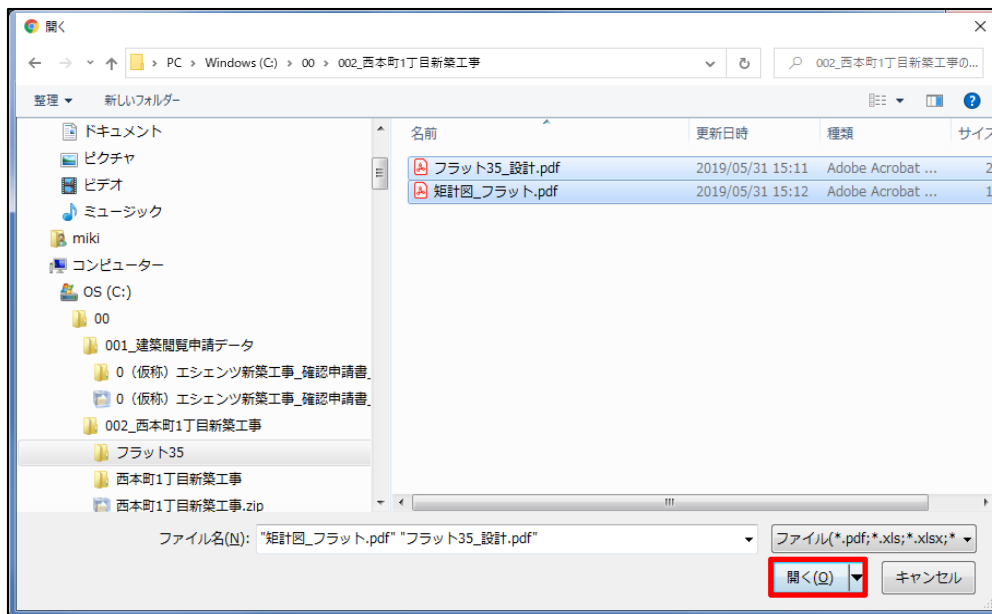 開く
PC › Windows (C:) › 00 › 002_西本町1丁目新築工事
002_西本町1丁目新築工事の...
整理 新しいフォルダー
ドキュメント
ピクチャ
ビデオ
ミュージック
miki
コンピューター
OS (C:)
00
001_建築閲覧申請データ
0（仮称）エシェンツ新築工事_確認申請書_
0（仮称）エシェンツ新築工事_確認申請書_
002_西本町1丁目新築工事
フラット35
西本町1丁目新築工事
西本町1丁目新築工事.zip
名前 更新日時 種類 サイズ
フラット35_設計.pdf 2019/05/31 15:11 Adobe Acrobat ... 2
矩計図_フラット.pdf 2019/05/31 15:12 Adobe Acrobat ... 1
ファイル名(N): "矩計図_フラット.pdf" "フラット35_設計.pdf"
ファイル(*.pdf;*.xls;*.xlsx;*
開く(O) キャンセル